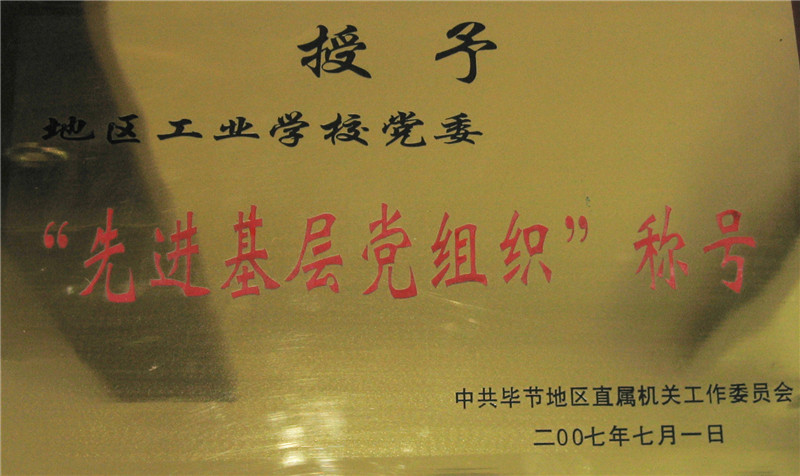 授予
地区工业学校党委
“先进基层党组织”称号
中共毕节地区直属机关工作委员会
二00七年七月一日